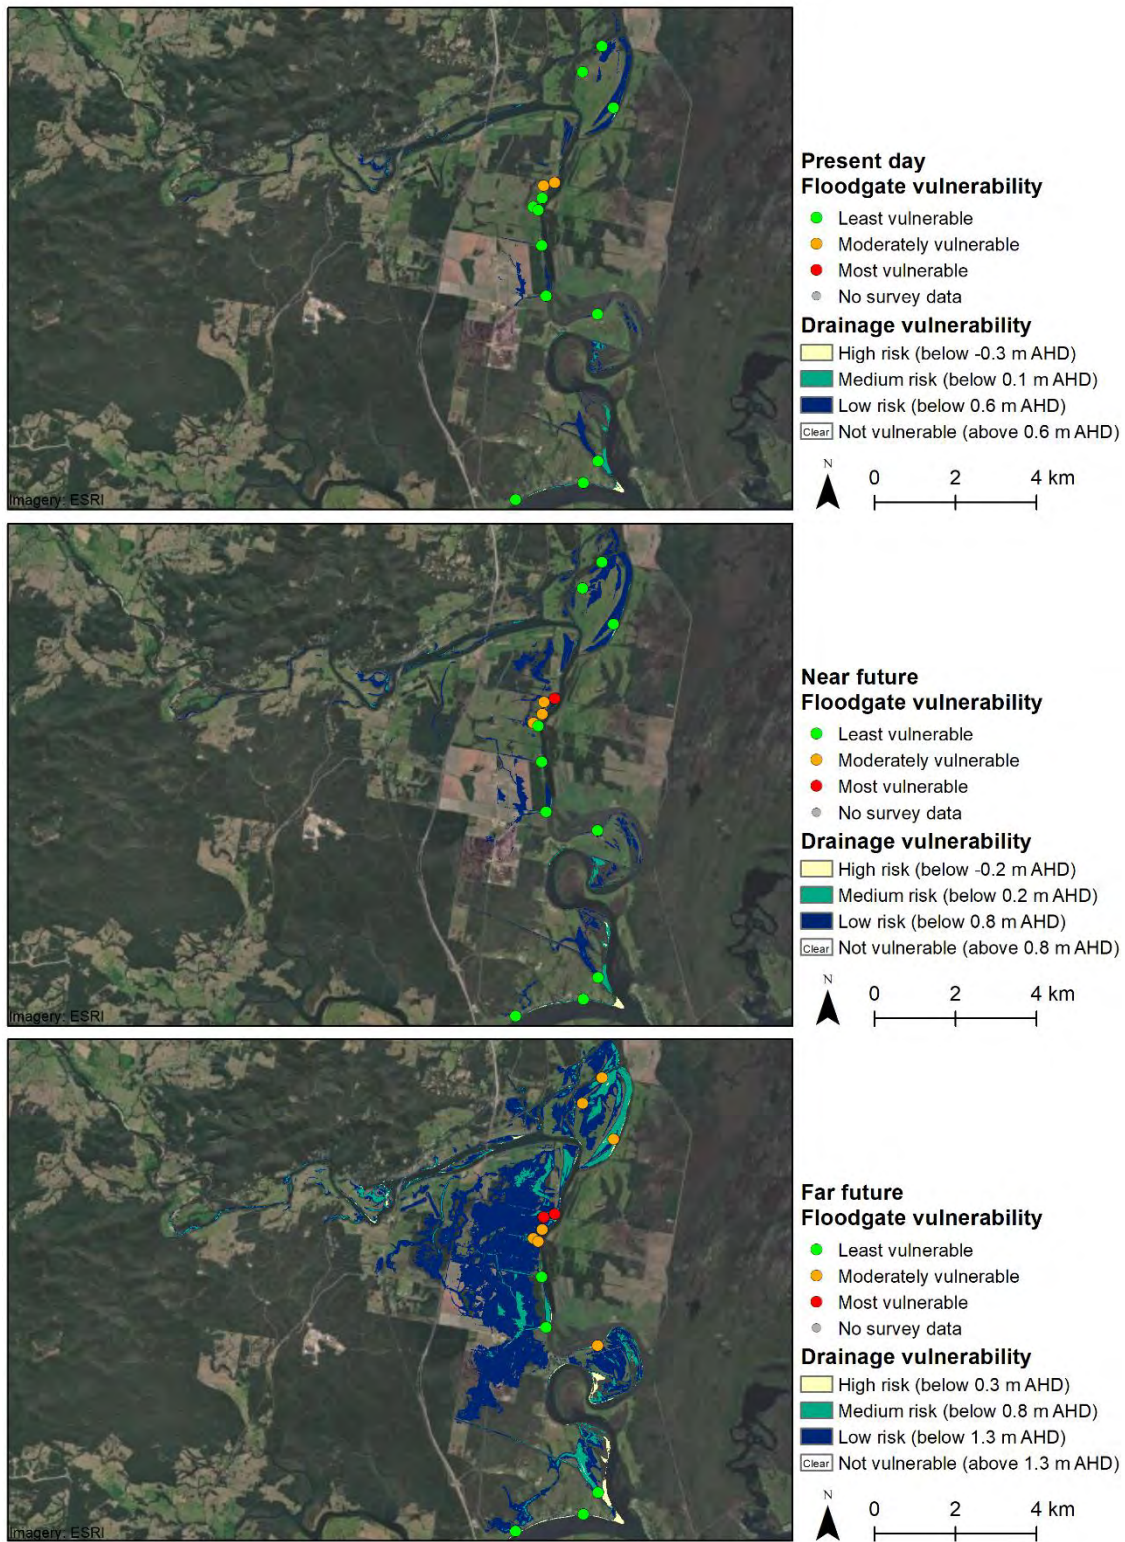 Present day
Floodgate vulnerability
Least vulnerable
Moderately vulnerable
Most vulnerable
No survey data
Drainage vulnerability
High risk (below -0.3 m AHD)
Medium risk (below 0.1 m AHD)
Low risk (below 0.6 m AHD)
Clear Not vulnerable (above 0.6 m AHD)
N
0 2 4 km
Imagery: ESRI
Near future
Floodgate vulnerability
Least vulnerable
Moderately vulnerable
Most vulnerable
No survey data
Drainage vulnerability
High risk (below -0.2 m AHD)
Medium risk (below 0.2 m AHD)
Low risk (below 0.8 m AHD)
Clear Not vulnerable (above 0.8 m AHD)
N
0 2 4 km
Imagery: ESRI
Far future
Floodgate vulnerability
Least vulnerable
Moderately vulnerable
Most vulnerable
No survey data
Drainage vulnerability
High risk (below 0.3 m AHD)
Medium risk (below 0.8 m AHD)
Low risk (below 1.3 m AHD)
Clear Not vulnerable (above 1.3 m AHD)
N
0 2 4 km
Imagery: ESRI